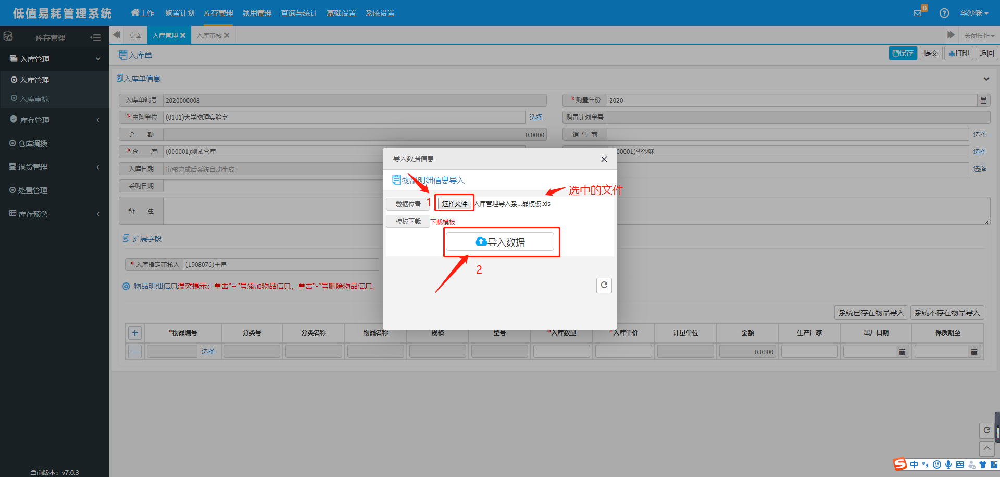 低值易耗管理系统
工作 购置计划 库存管理 领用管理 查询与统计 基础设置 系统设置
0
华沙咪
库存管理
桌面 入库管理 入库审核
关闭操作
入库管理
入库管理
入库审核
库存管理
仓库调拨
退货管理
处置管理
库存预警
当前版本：v7.0.3
入库单
保存 提交 打印 返回
入库单信息
入库单编号 2020000008
*购置年份 2020
*申购单位 (0101)大学物理实验室 选择
购置计划单号
金 额 0.0000
销 售 商 选择
*仓 库 (000001)测试仓库
00001)华沙咪 选择
入库日期 审核完成后系统自动生成
选择
采购日期
备 注
扩展字段
*入库指定审核人 (1908076)王伟
物品明细信息温馨提示：单击“+”号添加物品信息，单击“-”号删除物品信息。
系统已存在物品导入 系统不存在物品导入
*物品编号 分类号 分类名称 物品名称 规格 型号 *入库数量 *入库单价 计量单位 金额 生产厂家 出厂日期 保质期至
选择 0.0000
导入数据信息
物品明细信息导入
选中的文件
数据位置 1 选择文件 入库管理导入系...品模板.xls
模板下载 下载模板
导入数据
2
中